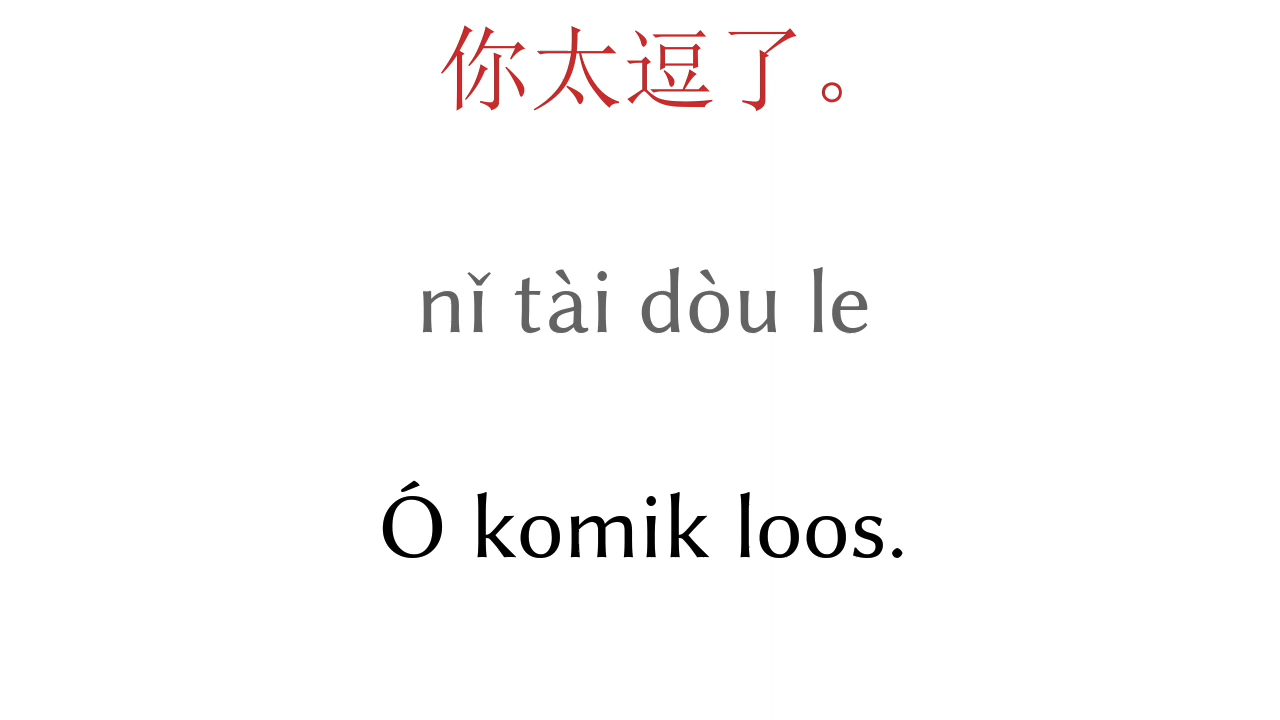 你太逗了。
nǐ tài dòu le
Ó komik loos.